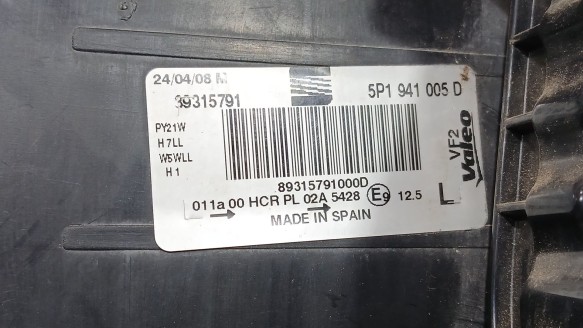 24/04/08 M
89315791
5P1 941 005 D
PY21W
H7LL
W5WLL
H1
VF2
Valeo
89315791000D
011a 00 HCR PL 02A 5428 E9 12.5
L
MADE IN SPAIN